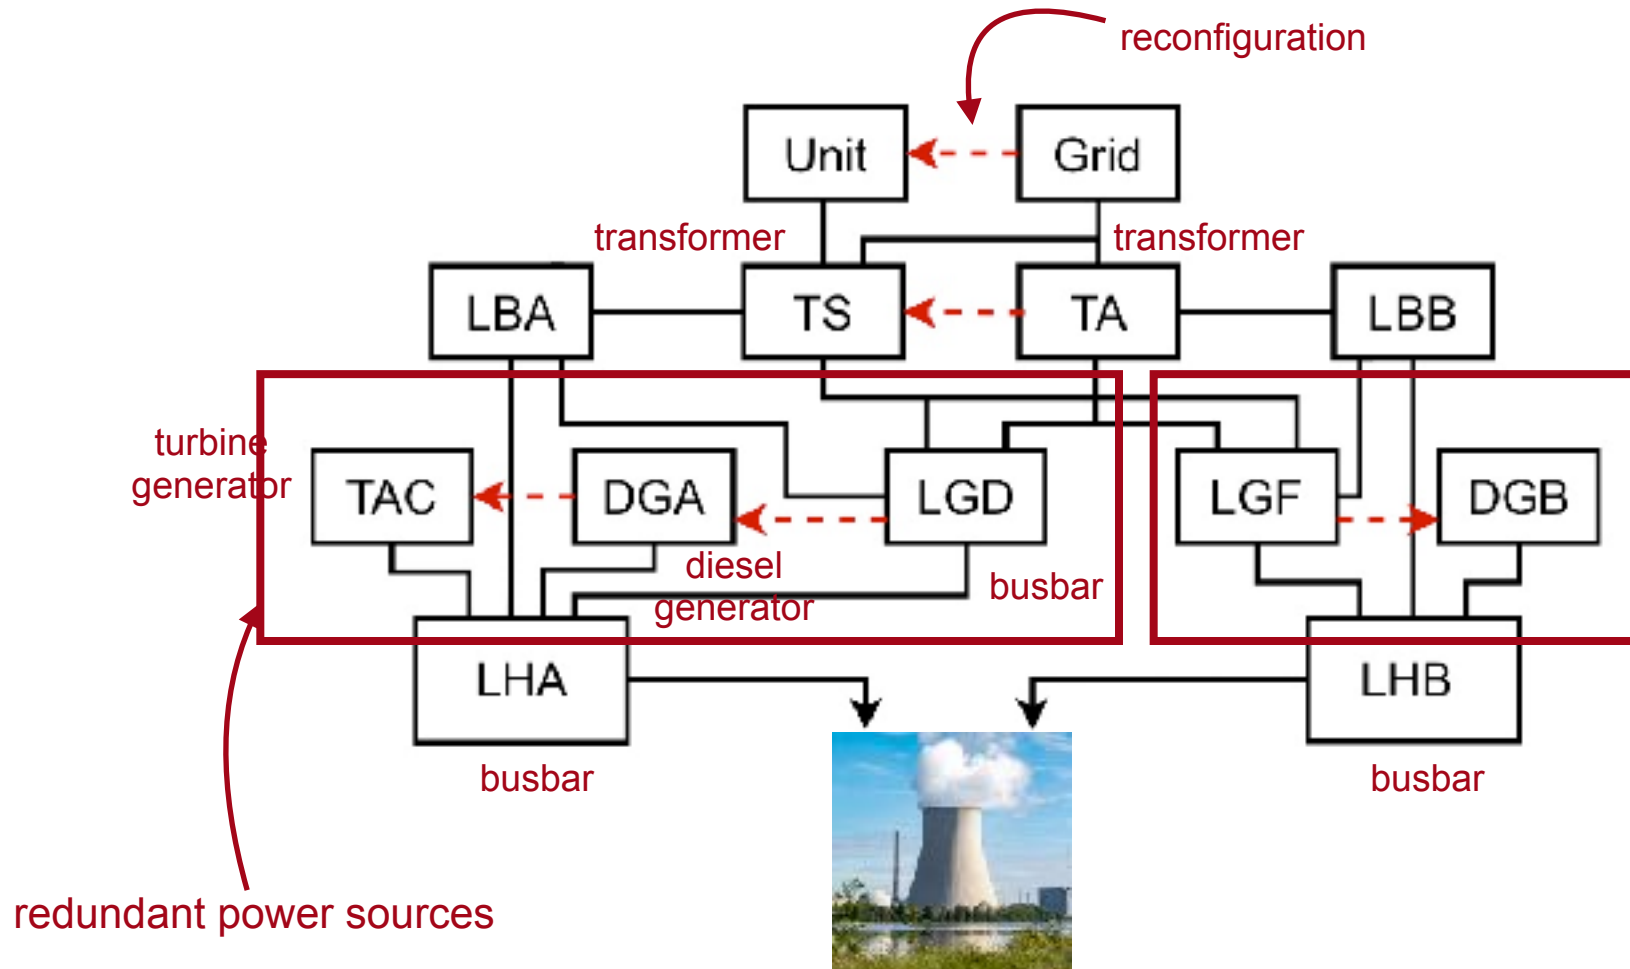 reconfiguration
Unit
Grid
transformer
transformer
LBA
TS
TA
LBB
turbine
generator
TAC
DGA
LGD
LGF
DGB
diesel
generator
busbar
LHA
LHB
busbar
busbar
redundant power sources